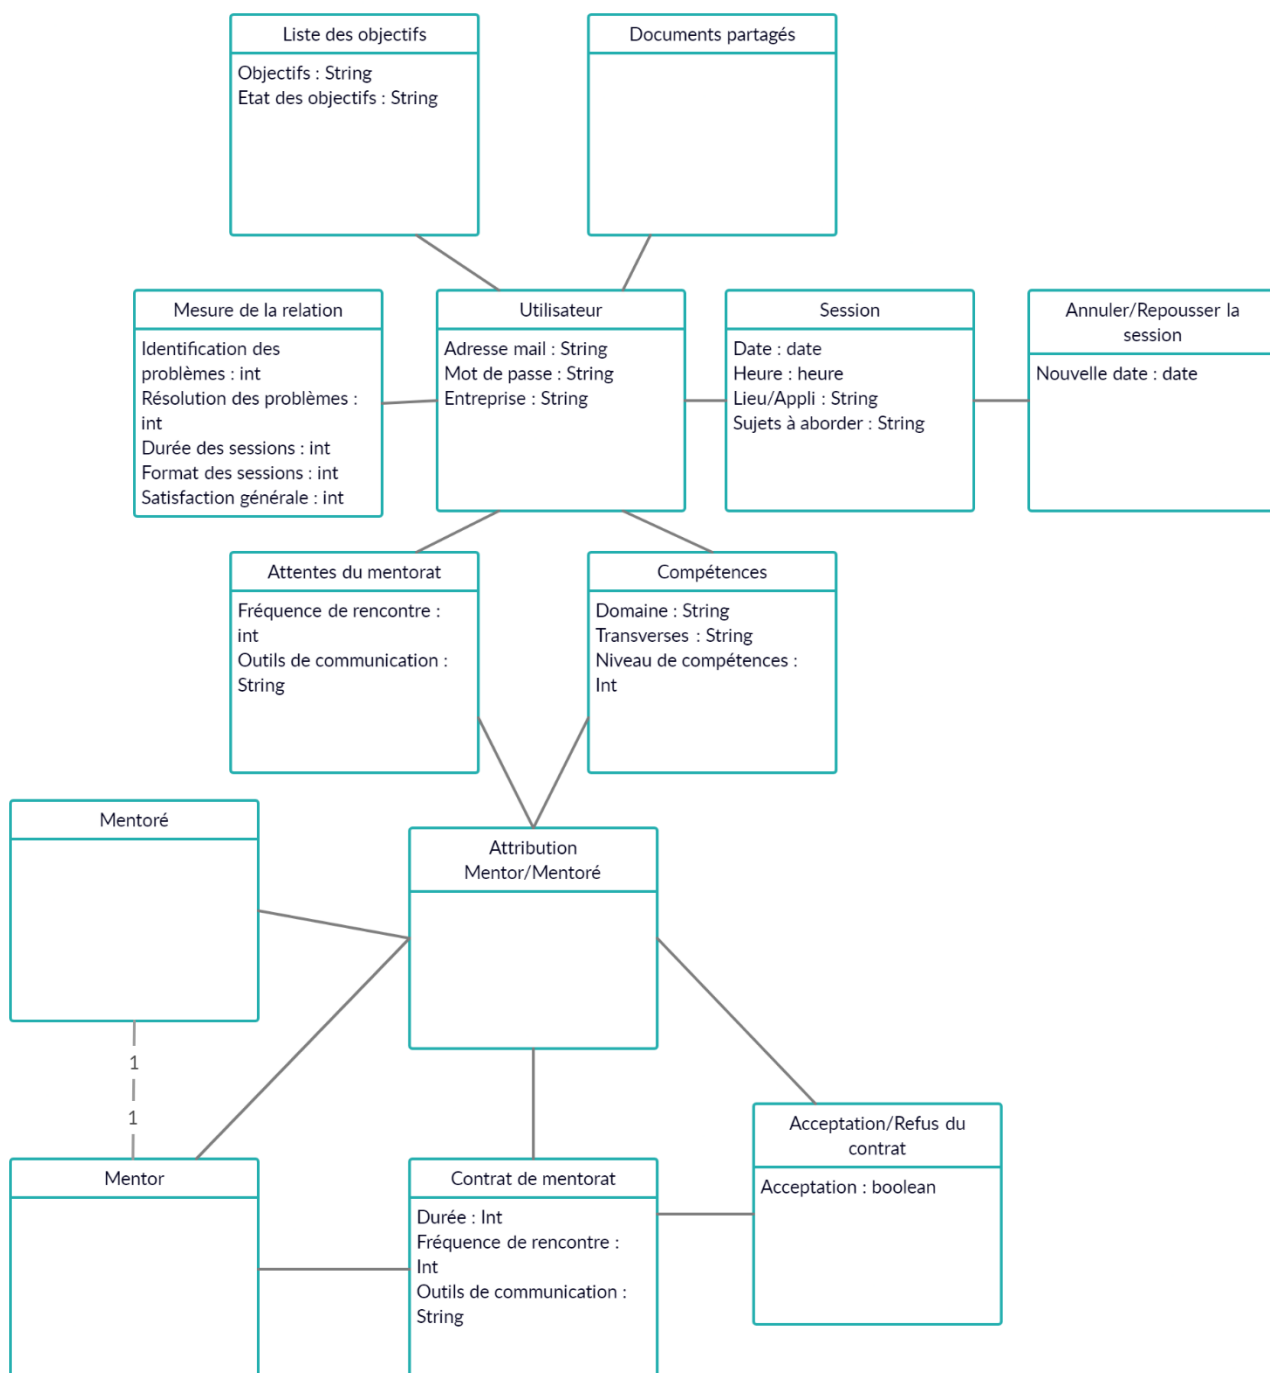 Liste des objectifs
Objectifs : String
Etat des objectifs : String
Documents partagés
Mesure de la relation
Identification des
problèmes : int
Résolution des problèmes :
int
Durée des sessions : int
Format des sessions : int
Satisfaction générale : int
Utilisateur
Adresse mail : String
Mot de passe : String
Entreprise : String
Session
Date : date
Heure : heure
Lieu/Appli : String
Sujets à aborder : String
Annuler/Repousser la
session
Nouvelle date : date
Attentes du mentorat
Fréquence de rencontre :
int
Outils de communication :
String
Compétences
Domaine : String
Transverses : String
Niveau de compétences :
Int
Mentoré
Attribution
Mentor/Mentoré
1
1
Mentor
Contrat de mentorat
Durée : Int
Fréquence de rencontre :
Int
Outils de communication :
String
Acceptation/Refus du
contrat
Acceptation : boolean